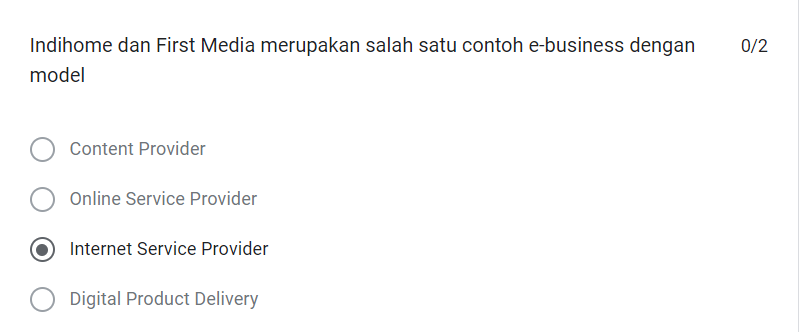 Indihome dan First Media merupakan salah satu contoh e-business dengan 0/2
model
Content Provider
Online Service Provider
Internet Service Provider
Digital Product Delivery